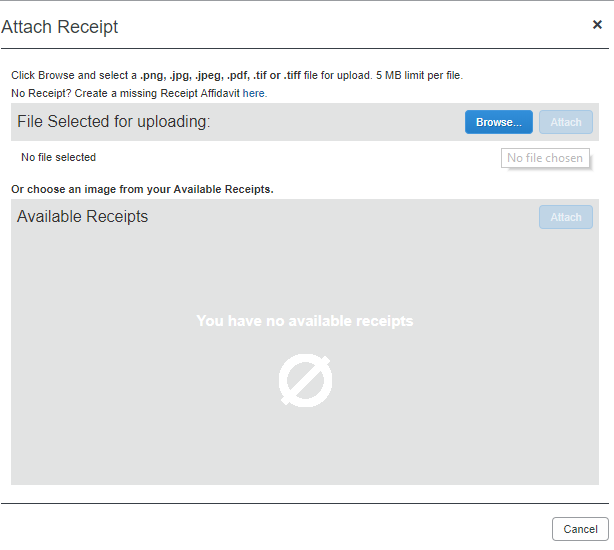 Attach Receipt ×
Click Browse and select a .png, .jpg, .jpeg, .pdf, .tif or .tiff file for upload. 5 MB limit per file.
No Receipt? Create a missing Receipt Affidavit here.
File Selected for uploading: Browse... Attach
No file selected No file chosen
Or choose an image from your Available Receipts.
Available Receipts Attach
You have no available receipts
Cancel